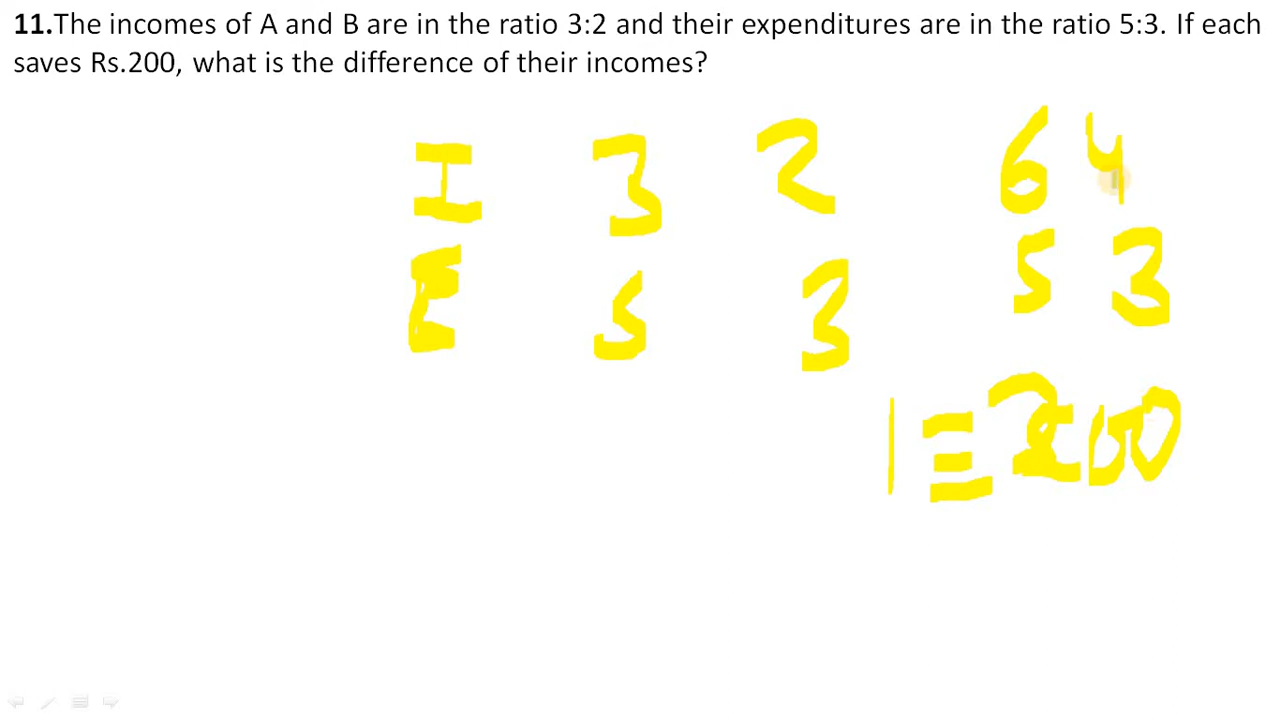 11.The incomes of A and B are in the ratio 3:2 and their expenditures are in the ratio 5:3. If each
saves Rs.200, what is the difference of their incomes?
I 3 2 6 4
E 5 3 5 3
1 ≡ 200